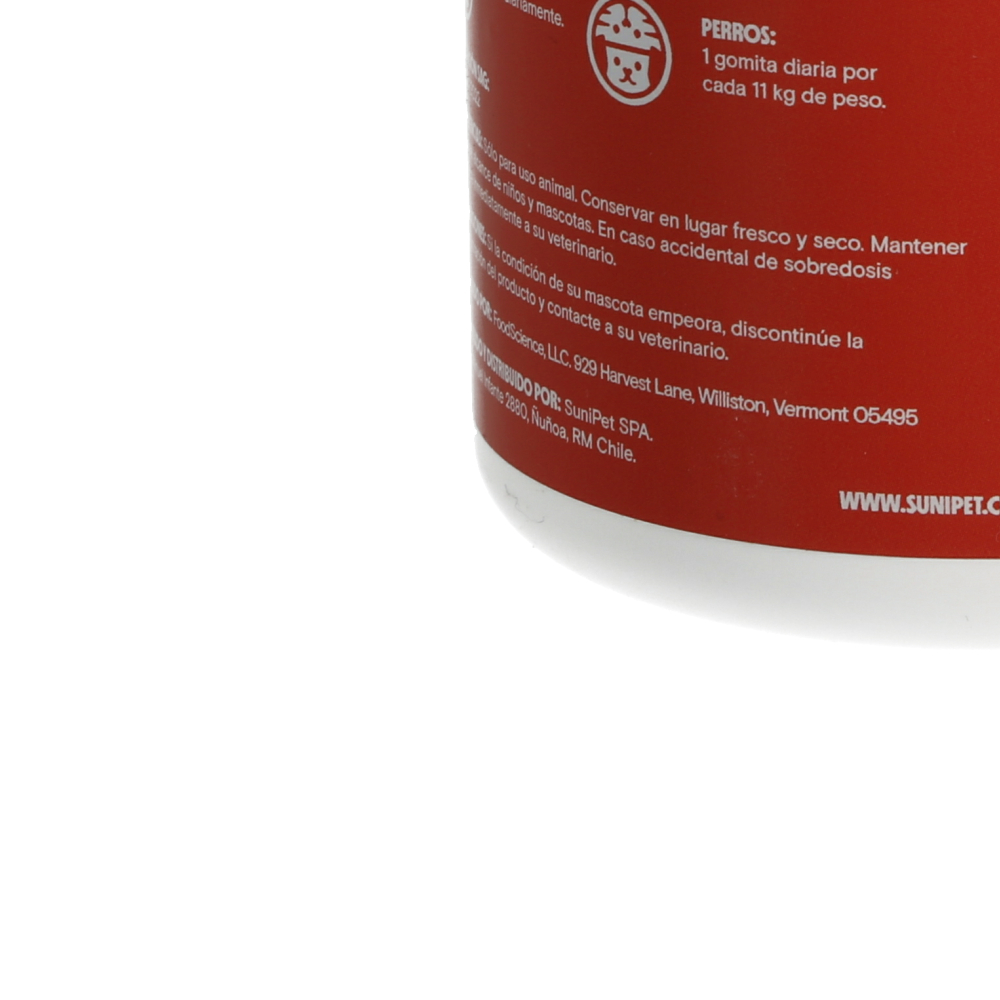 PERROS:
1 gomita diaria por
cada 11 kg de peso.
Sólo para uso animal. Conservar en lugar fresco y seco. Mantener
de niños y mascotas. En caso accidental de sobredosis
a su veterinario.
Si la condición de su mascota empeora, discontinúe la
del producto y contacte a su veterinario.
POR: FoodScience, LLC. 929 Harvest Lane, Williston, Vermont 05495
Y DISTRIBUIDO POR: SuniPet SPA.
Infante 2880, Ñuñoa, RM Chile.
WWW.SUNIPET.C